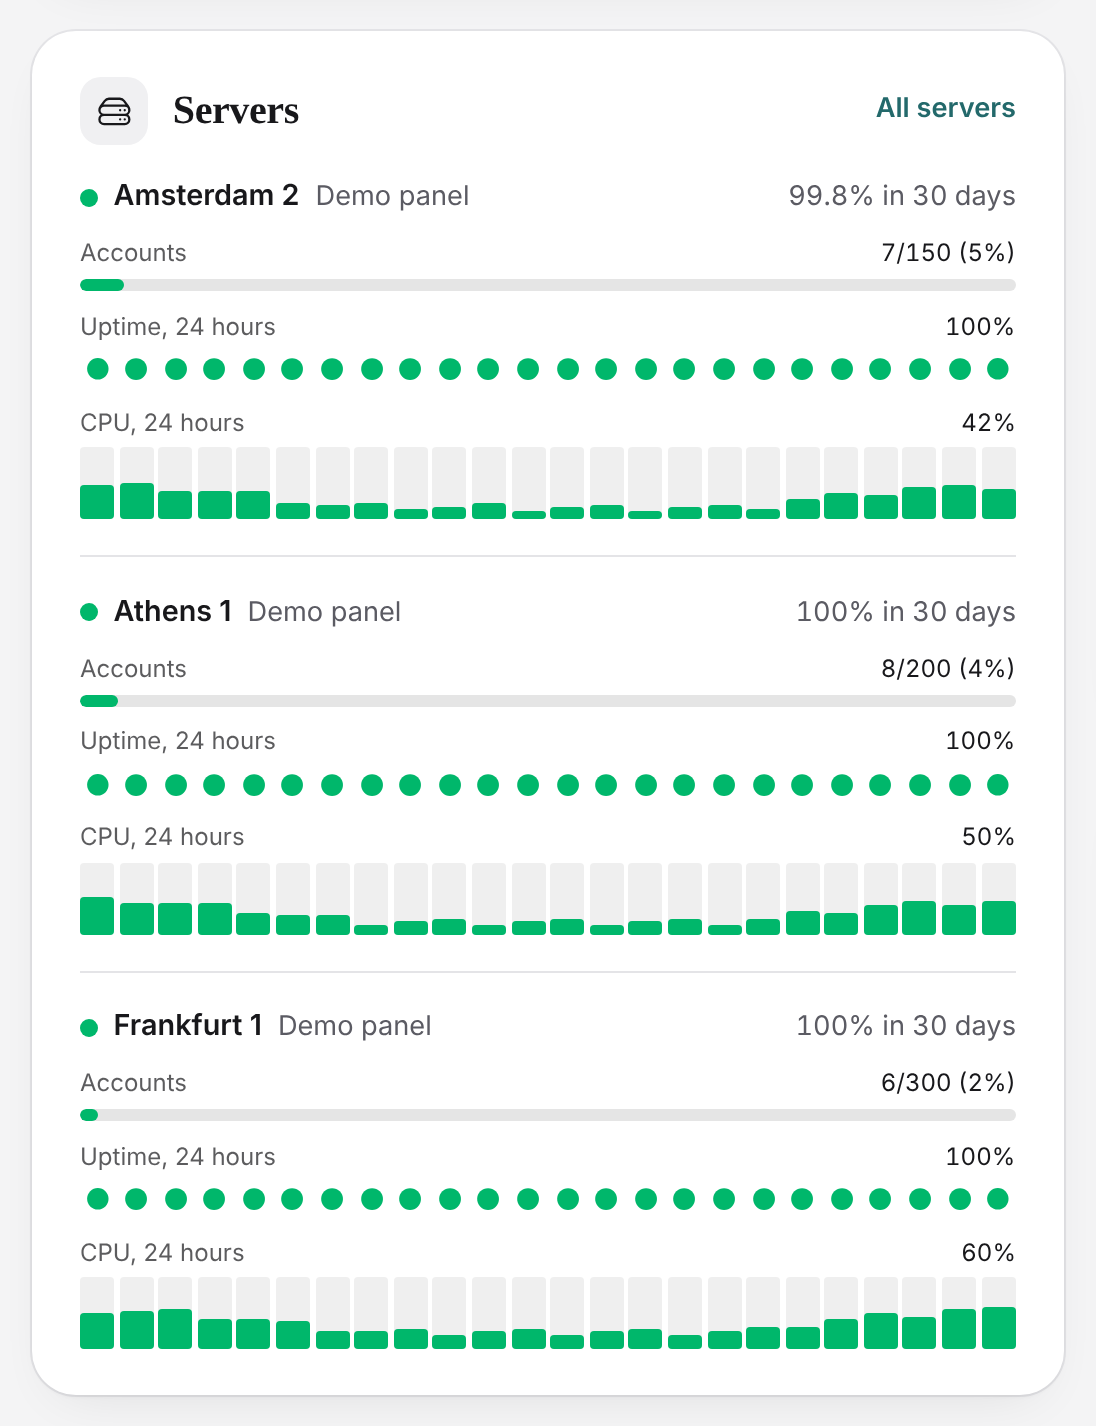 Servers All servers
Amsterdam 2 Demo panel 99.8% in 30 days
Accounts 7/150 (5%)
Uptime, 24 hours 100%
CPU, 24 hours 42%
Athens 1 Demo panel 100% in 30 days
Accounts 8/200 (4%)
Uptime, 24 hours 100%
CPU, 24 hours 50%
Frankfurt 1 Demo panel 100% in 30 days
Accounts 6/300 (2%)
Uptime, 24 hours 100%
CPU, 24 hours 60%